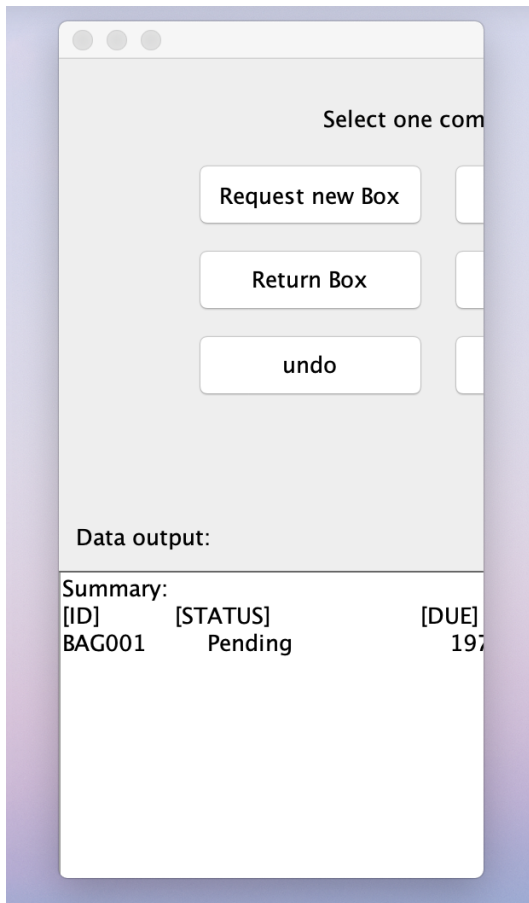 Select one com
Request new Box
Return Box
undo
Data output:
Summary:
[ID] [STATUS] [DUE]
BAG001 Pending 197